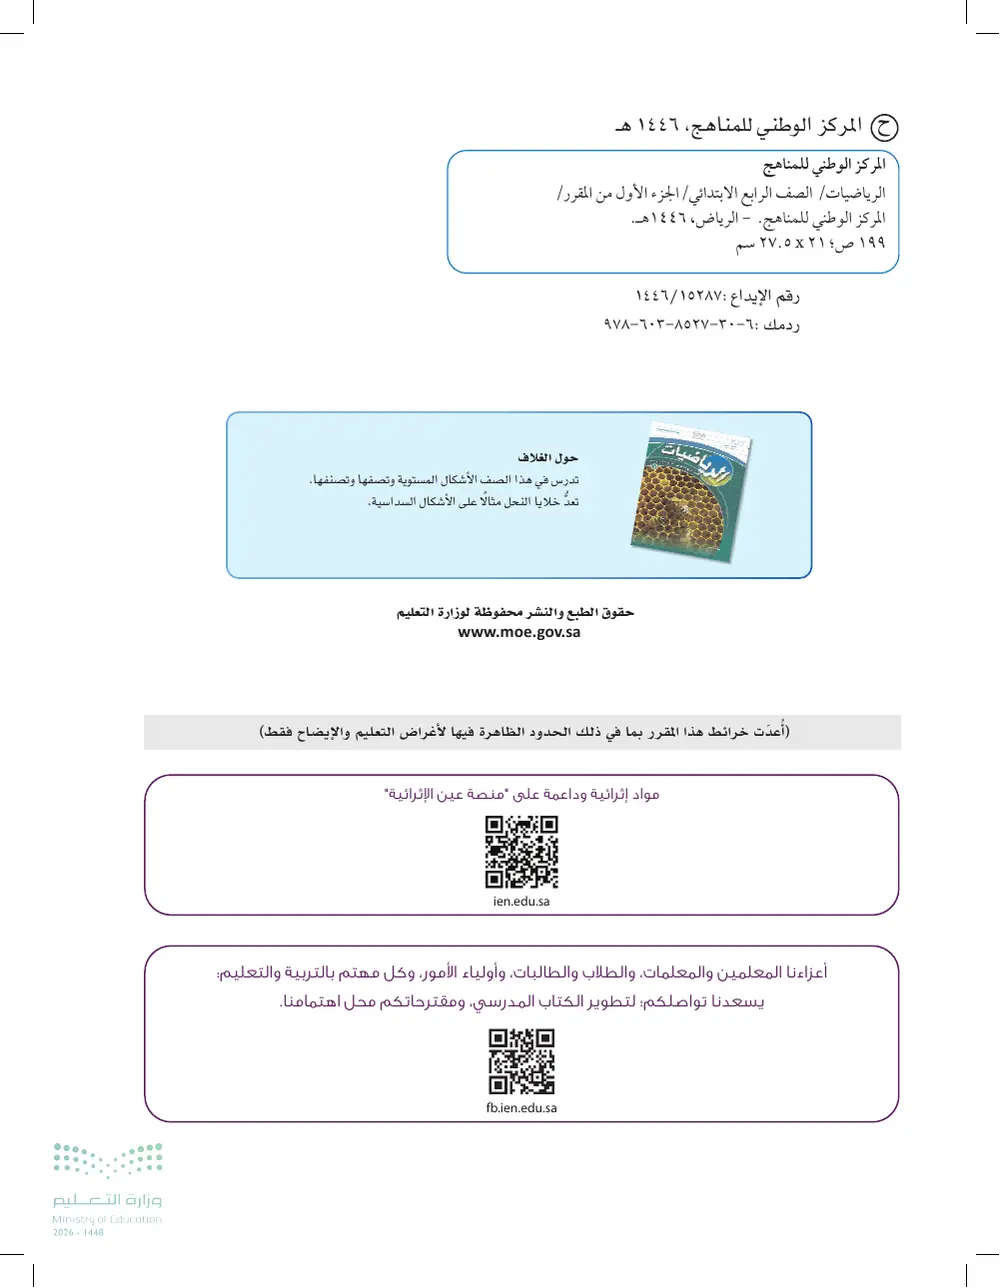 ح المركز الوطني للمناهج، ١٤٤٦ هـ
المركز الوطني للمناهج
الرياضيات/ الصف الرابع الابتدائي/ الجزء الأول من المقرر/
المركز الوطني للمناهج. - الرياض، ١٤٤٦هـ.
١٩٩ ص؛ ٢١ x ٢٧.٥ سم
رقم الإيداع :١٤٤٦/١٥٢٨٧
ردمك :٦-٣٠-٨٥٢٧-٦٠٣-٩٧٨
الرياضيات
حول الغلاف
تدرس في هذا الصف الأشكال المستوية وتصفها وتصنفها.
تعدُّ خلايا النحل مثالًا على الأشكال السداسية.
حقوق الطبع والنشر محفوظة لوزارة التعليم
www.moe.gov.sa
(أُعدَت خرائط هذا المقرر بما في ذلك الحدود الظاهرة فيها لأغراض التعليم والإيضاح فقط)
مواد إثرائية وداعمة على "منصة عين الإثرائية"
ien.edu.sa
أعزاءنا المعلمين والمعلمات، والطلاب والطالبات، وأولياء الأمور، وكل مهتم بالتربية والتعليم:
يسعدنا تواصلكم؛ لتطوير الكتاب المدرسي، ومقترحاتكم محل اهتمامنا.
fb.ien.edu.sa
وزارة التعـــليم
Ministry of Education
2026 - 1448